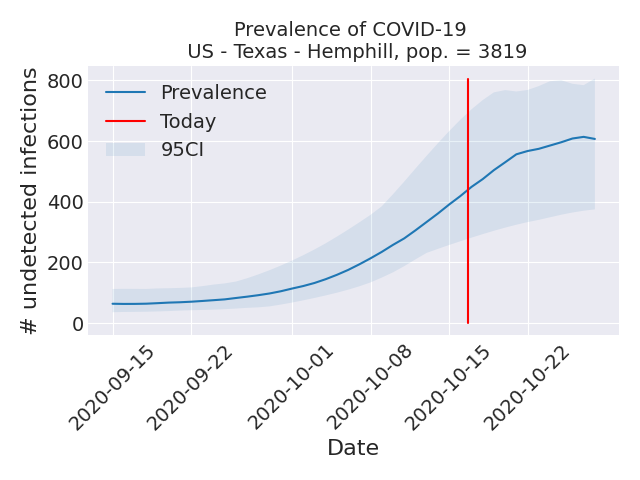 Prevalence of COVID-19
US - Texas - Hemphill, pop. = 3819
800
600
400
200
0
# undetected infections
Prevalence
Today
95CI
2020-09-15
2020-09-22
2020-10-01
2020-10-08
2020-10-15
2020-10-22
Date